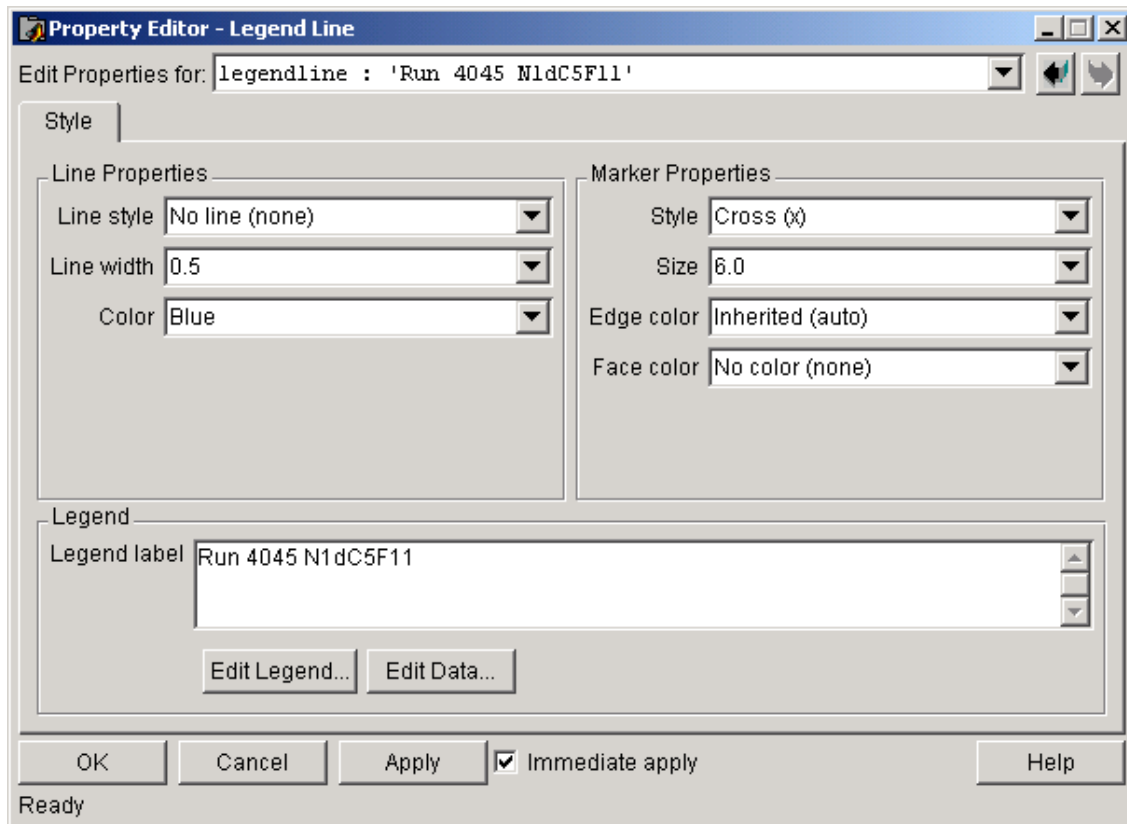 Property Editor - Legend Line
Edit Properties for: legendline : 'Run 4045 N1dC5F11'
Style
Line Properties
Line style No line (none)
Line width 0.5
Color Blue
Marker Properties
Style Cross (x)
Size 6.0
Edge color Inherited (auto)
Face color No color (none)
Legend
Legend label Run 4045 N1dC5F11
Edit Legend... Edit Data...
OK Cancel Apply Immediate apply Help
Ready